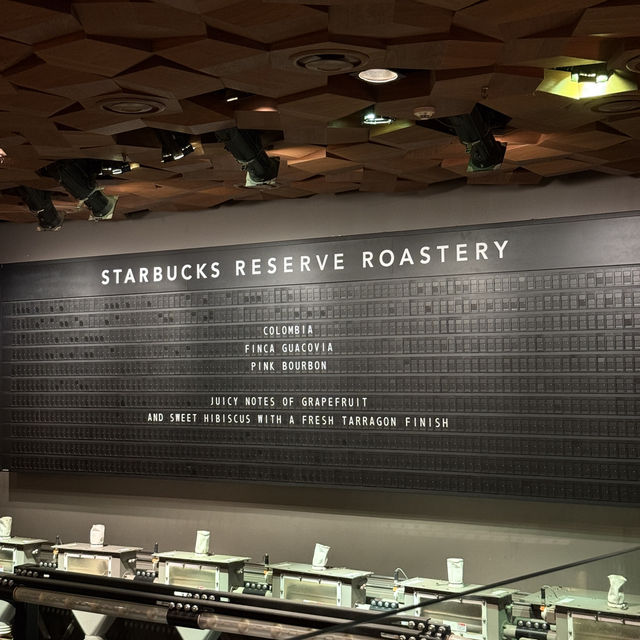 STARBUCKS RESERVE ROASTERY
COLOMBIA
FINCA GUACOVIA
PINK BOURBON
JUICY NOTES OF GRAPEFRUIT
AND SWEET HIBISCUS WITH A FRESH TARRAGON FINISH